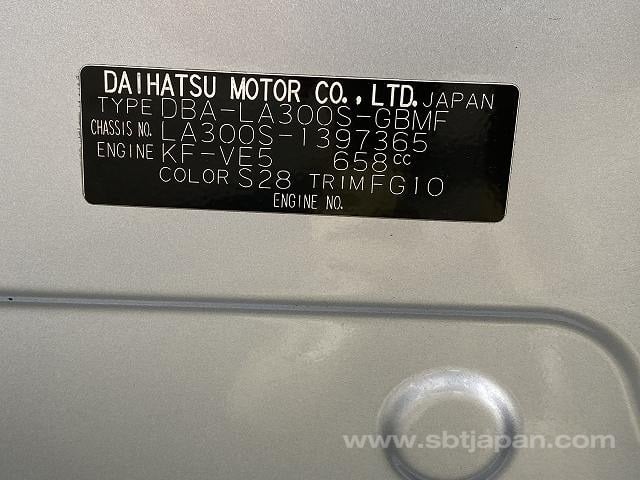 DAIHATSU MOTOR CO., LTD. JAPAN
TYPE DBA-LA300S-GBMF
CHASSIS NO. LA300S-1397365
ENGINE KF-VE5 658cc
COLOR S28 TRIM FG10
ENGINE NO.
www.sbtjapan.com